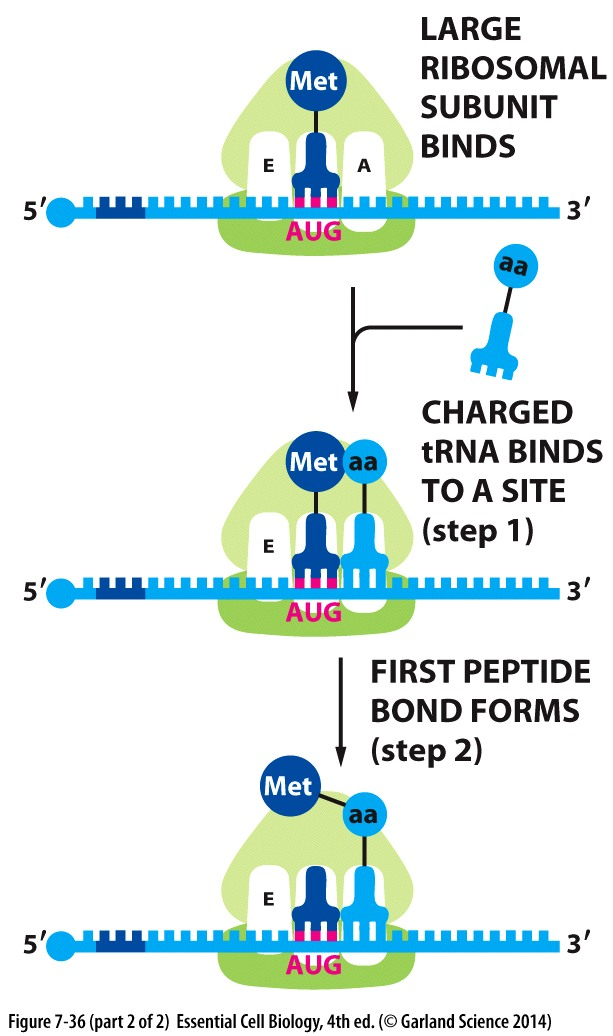 LARGE
RIBOSOMAL
SUBUNIT
BINDS
Met
E
A
5′
3′
AUG
aa
CHARGED
tRNA BINDS
TO A SITE
(step 1)
Met
aa
E
5′
3′
AUG
FIRST PEPTIDE
BOND FORMS
(step 2)
Met
aa
E
5′
3′
AUG
Figure 7-36 (part 2 of 2) Essential Cell Biology, 4th ed. (© Garland Science 2014)